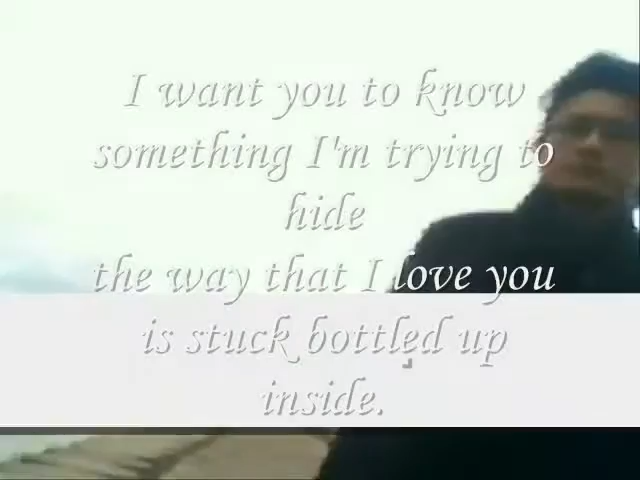 I want you to know
something I'm trying to
hide
the way that I love you
is stuck bottled up
inside.